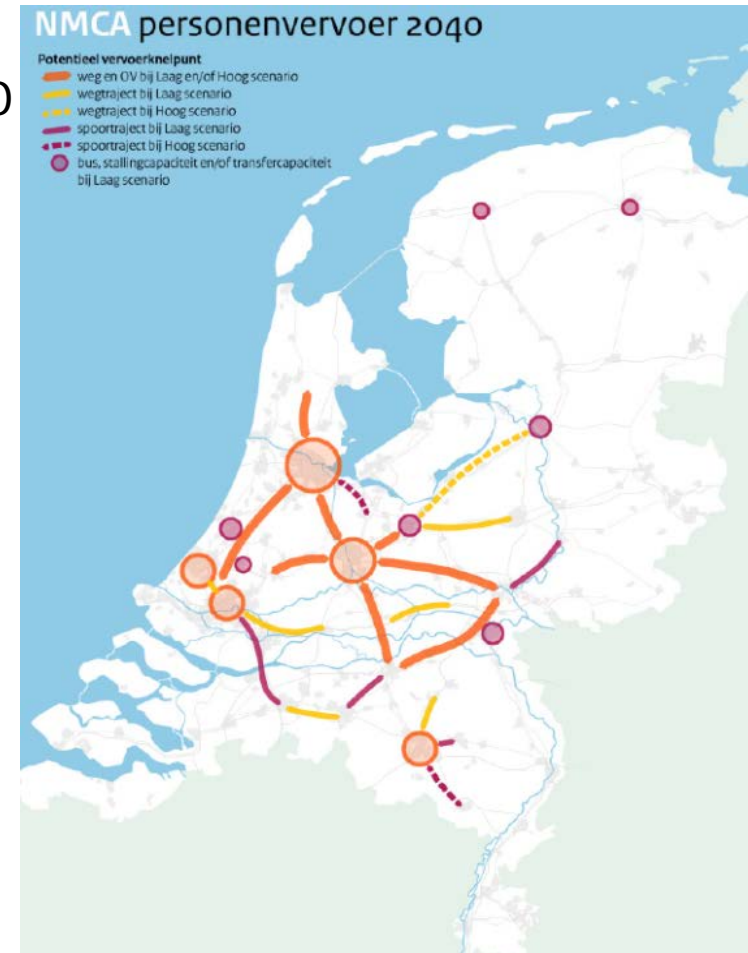 NMCA personenvervoer 2040
Potentieel vervoerknelpunt
weg en OV bij Laag en/of Hoog scenario
wegtraject bij Laag scenario
wegtraject bij Hoog scenario
spoortraject bij Laag scenario
spoortraject bij Hoog scenario
bus, stallingcapaciteit en/of transfercapaciteit
bij Laag scenario